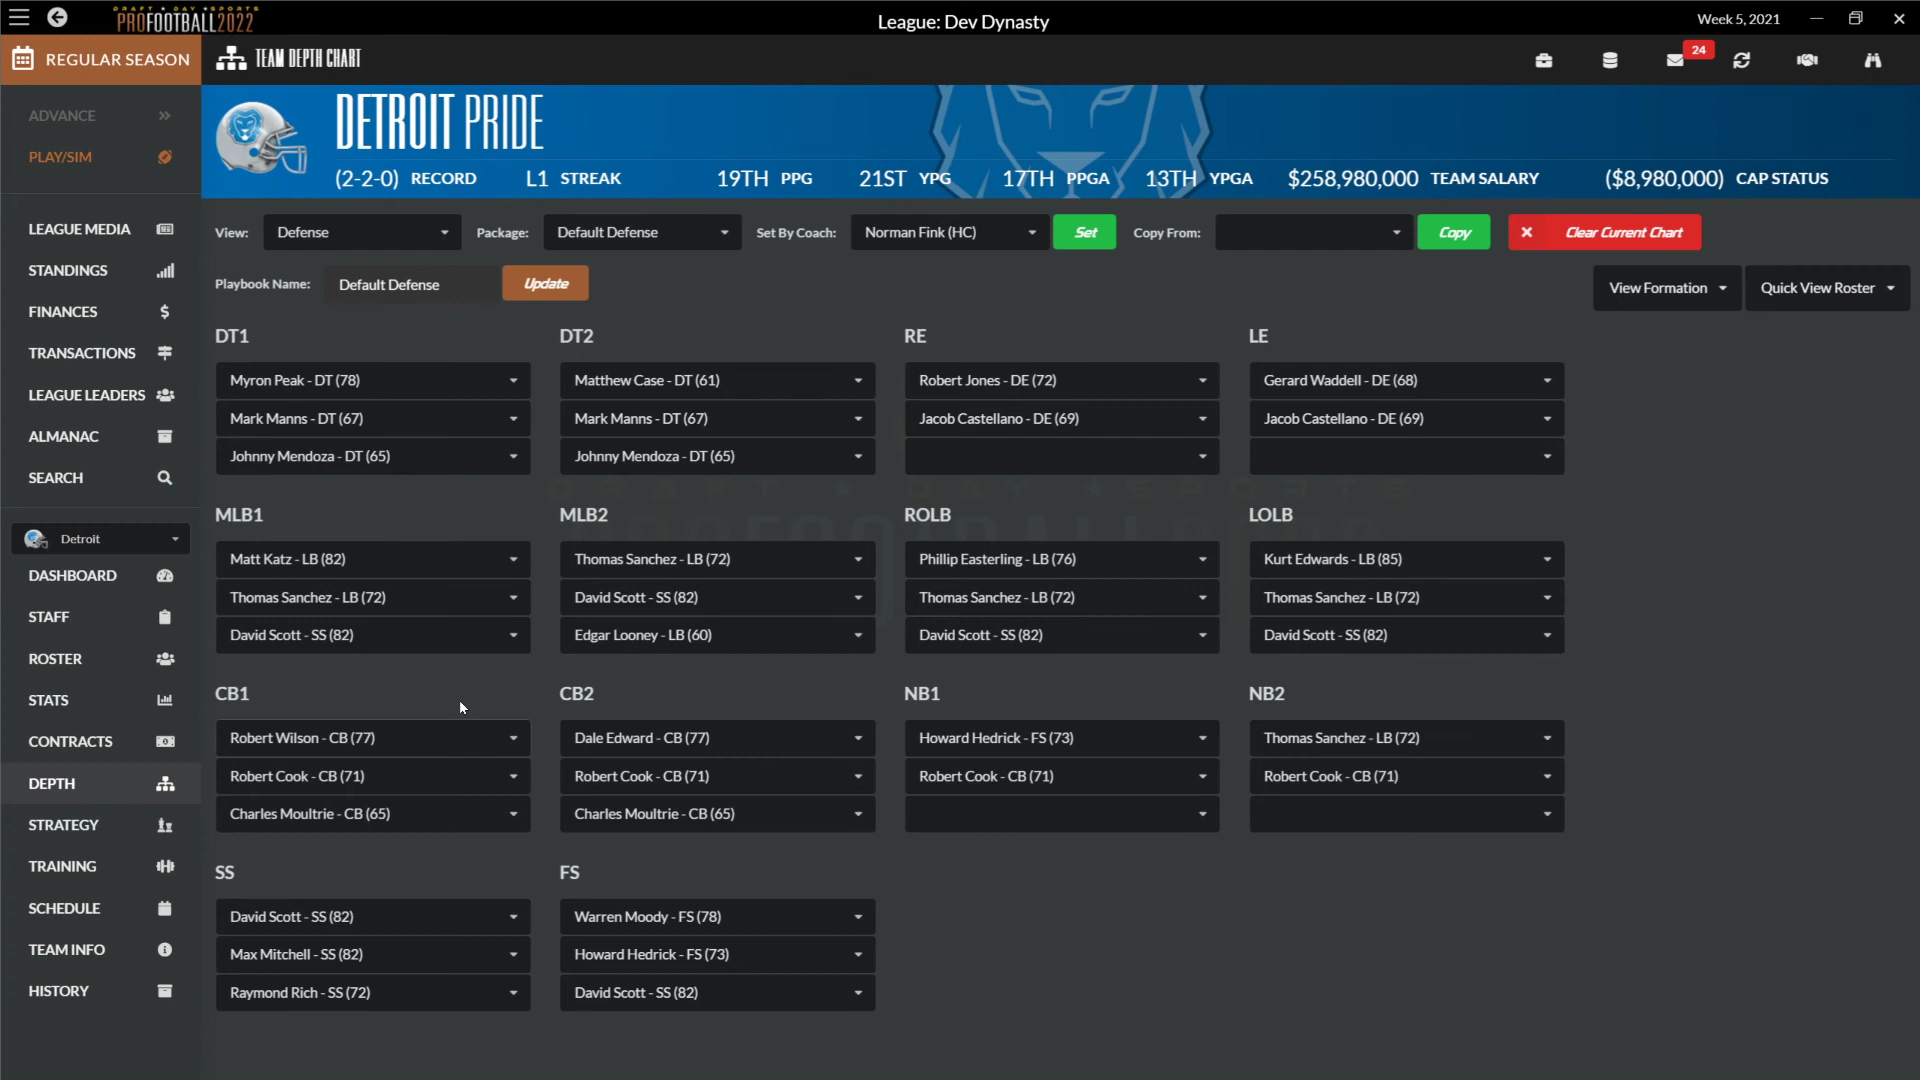 DRAFT DAY SPORTS
PROFOOTBALL2022
League: Dev Dynasty
Week 5, 2021
REGULAR SEASON
TEAM DEPTH CHART
24
ADVANCE
PLAY/SIM
DETROIT PRIDE
(2-2-0) RECORD L1 STREAK 19TH PPG 21ST YPG 17TH PPGA 13TH YPGA $258,980,000 TEAM SALARY ($8,980,000) CAP STATUS
LEAGUE MEDIA
STANDINGS
FINANCES
TRANSACTIONS
LEAGUE LEADERS
ALMANAC
SEARCH
Detroit
DASHBOARD
STAFF
ROSTER
STATS
CONTRACTS
DEPTH
STRATEGY
TRAINING
SCHEDULE
TEAM INFO
HISTORY
View: Defense Package: Default Defense Set By Coach: Norman Fink (HC) Set Copy From: Copy Clear Current Chart
Playbook Name: Default Defense Update View Formation Quick View Roster
DT1 DT2 RE LE
Myron Peak - DT (78) Matthew Case - DT (61) Robert Jones - DE (72) Gerard Waddell - DE (68)
Mark Manns - DT (67) Mark Manns - DT (67) Jacob Castellano - DE (69) Jacob Castellano - DE (69)
Johnny Mendoza - DT (65) Johnny Mendoza - DT (65)
DRAFT DAY SPORTS
MLB1 MLB2 ROLB LOLB
Matt Katz - LB (82) Thomas Sanchez - LB (72) Phillip Easterling - LB (76) Kurt Edwards - LB (85)
Thomas Sanchez - LB (72) David Scott - SS (82) Thomas Sanchez - LB (72) Thomas Sanchez - LB (72)
David Scott - SS (82) Edgar Looney - LB (60) David Scott - SS (82) David Scott - SS (82)
CB1 CB2 NB1 NB2
Robert Wilson - CB (77) Dale Edward - CB (77) Howard Hedrick - FS (73) Thomas Sanchez - LB (72)
Robert Cook - CB (71) Robert Cook - CB (71) Robert Cook - CB (71) Robert Cook - CB (71)
Charles Moultrie - CB (65) Charles Moultrie - CB (65)
SS FS
David Scott - SS (82) Warren Moody - FS (78)
Max Mitchell - SS (82) Howard Hedrick - FS (73)
Raymond Rich - SS (72) David Scott - SS (82)